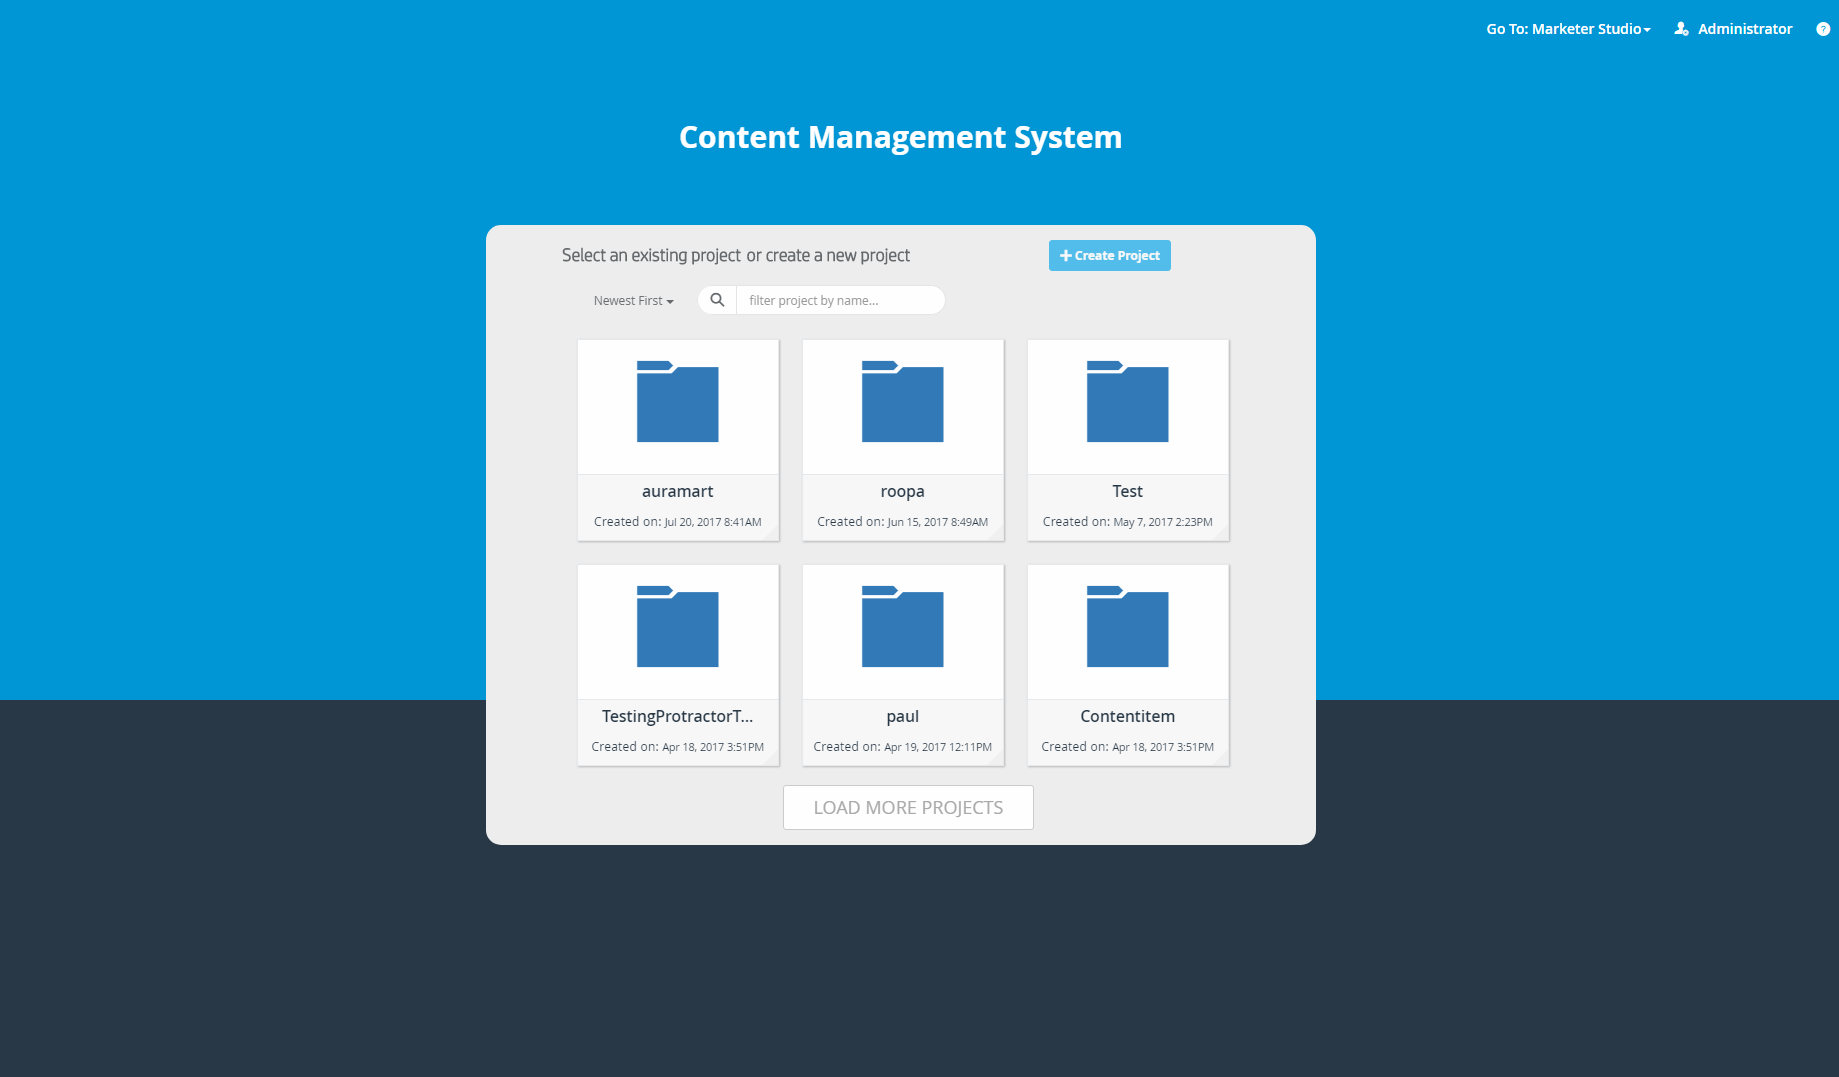 Go To: Marketer Studio
Administrator
?
Content Management System
Select an existing project or create a new project
Create Project
Newest First
filter project by name...
auramart
Created on: Jul 20, 2017 8:41AM
roopa
Created on: Jun 15, 2017 8:49AM
Test
Created on: May 7, 2017 2:23PM
TestingProtractorT...
Created on: Apr 18, 2017 3:51PM
paul
Created on: Apr 19, 2017 12:11PM
Contentitem
Created on: Apr 18, 2017 3:51PM
LOAD MORE PROJECTS